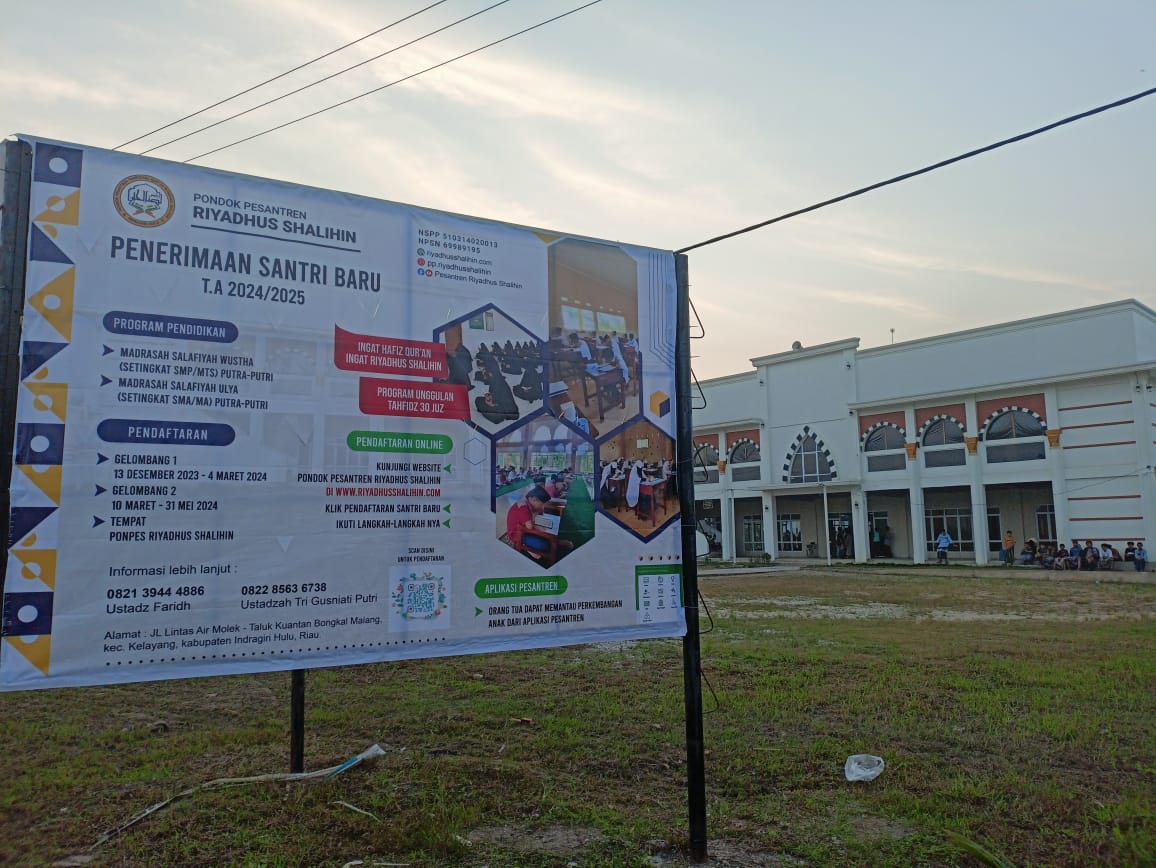 PONDOK PESANTREN
RIYADHUS SHALIHIN
PENERIMAAN SANTRI BARU
T.A 2024/2025
NSPP 510314020013
NPSN 69989195
riyadhusshalihin.com
pp.riyadhusshalihin
Pesantren Riyadhus Shalihin
PROGRAM PENDIDIKAN
MADRASAH SALAFIYAH WUSTHA
(SETINGKAT SMP/MTS) PUTRA-PUTRI
MADRASAH SALAFIYAH ULYA
(SETINGKAT SMA/MA) PUTRA-PUTRI
INGAT HAFIZ QUR'AN
INGAT RIYADHUS SHALIHIN
PROGRAM UNGGULAN
TAHFIDZ 30 JUZ
PENDAFTARAN
GELOMBANG 1
13 DESEMBER 2023 - 4 MARET 2024
GELOMBANG 2
10 MARET - 31 MEI 2024
TEMPAT
PONPES RIYADHUS SHALIHIN
PENDAFTARAN ONLINE
KUNJUNGI WEBSITE
PONDOK PESANTREN RIYADHUS SHALIHIN
DI WWW.RIYADHUSSHALIHIN.COM
KLIK PENDAFTARAN SANTRI BARU
IKUTI LANGKAH-LANGKAH NYA
SCAN DISINI
UNTUK PENDAFTARAN
Informasi lebih lanjut :
0821 3944 4886
Ustadz Faridh
0822 8563 6738
Ustadzah Tri Gusniati Putri
Alamat : JL Lintas Air Molek - Taluk Kuantan Bongkal Malang,
kec. Kelayang, kabupaten Indragiri Hulu, Riau.
APLIKASI PESANTREN
ORANG TUA DAPAT MEMANTAU PERKEMBANGAN
ANAK DARI APLIKASI PESANTREN